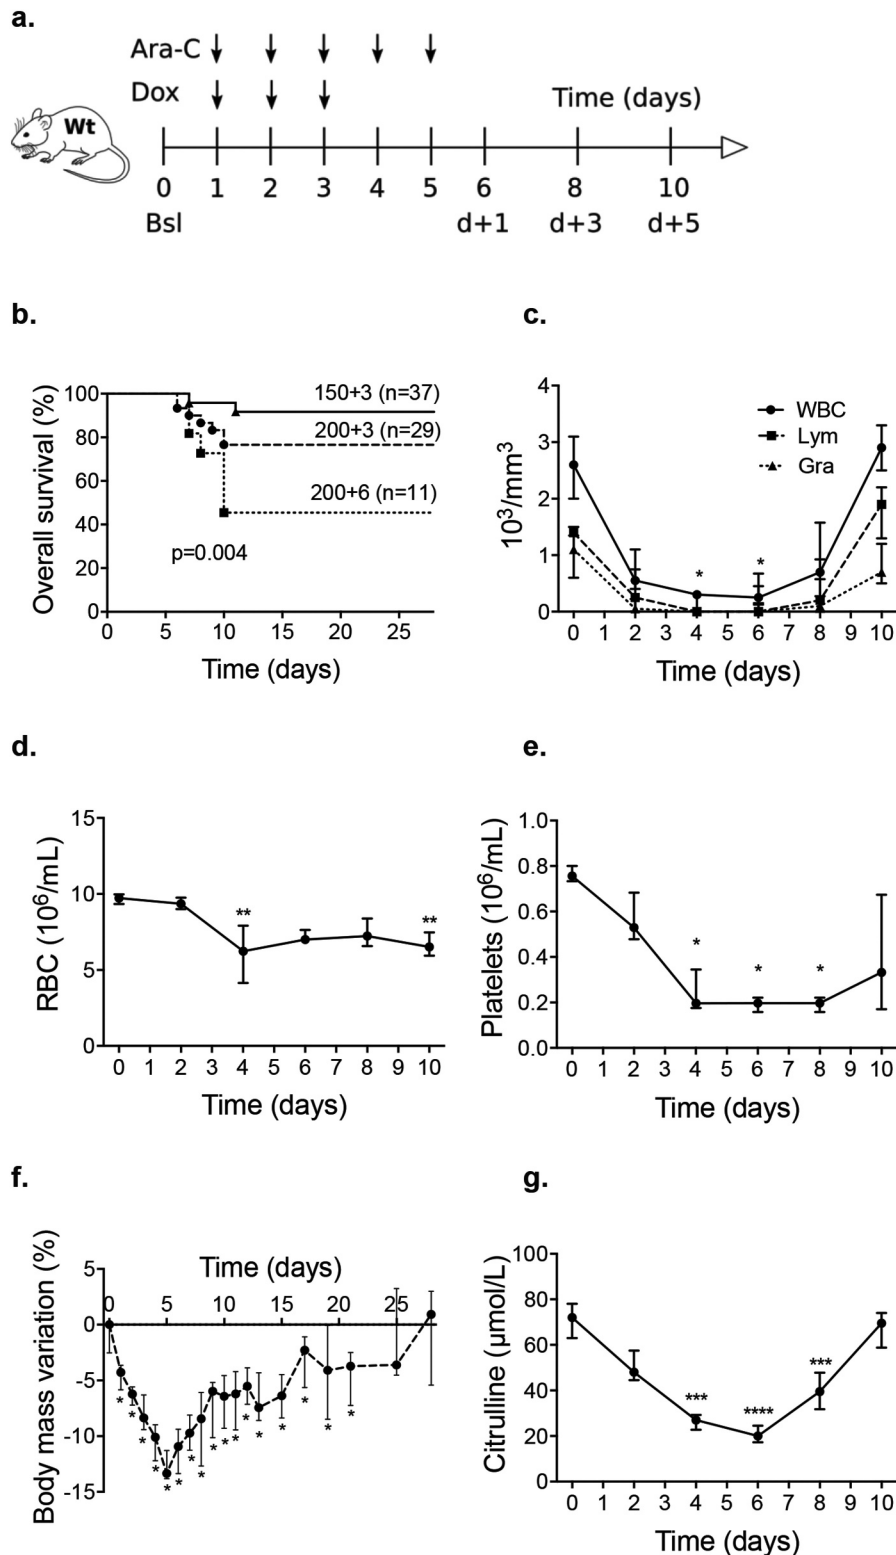 a.
Ara-C
Dox
Wt
Time (days)
0 1 2 3 4 5 6 8 10
Bsl d+1 d+3 d+5
b.
Overall survival (%)
100
80
60
40
20
0
150+3 (n=37)
200+3 (n=29)
200+6 (n=11)
p=0.004
0 5 10 15 20 25
Time (days)
c.
10³/mm³
4
3
2
1
0
WBC
Lym
Gra
* *
0 1 2 3 4 5 6 7 8 9 10
Time (days)
d.
RBC (10⁶/mL)
15
10
5
0
** **
0 1 2 3 4 5 6 7 8 9 10
Time (days)
e.
Platelets (10⁶/mL)
1.0
0.8
0.6
0.4
0.2
0.0
* * *
0 1 2 3 4 5 6 7 8 9 10
Time (days)
f.
Body mass variation (%)
Time (days)
5
0
-5
-10
-15
0 5 10 15 20 25
* * * * * * * * * * * * * * * * * *
g.
Citrulline (µmol/L)
100
80
60
40
20
0
*** **** ***
0 1 2 3 4 5 6 7 8 9 10
Time (days)